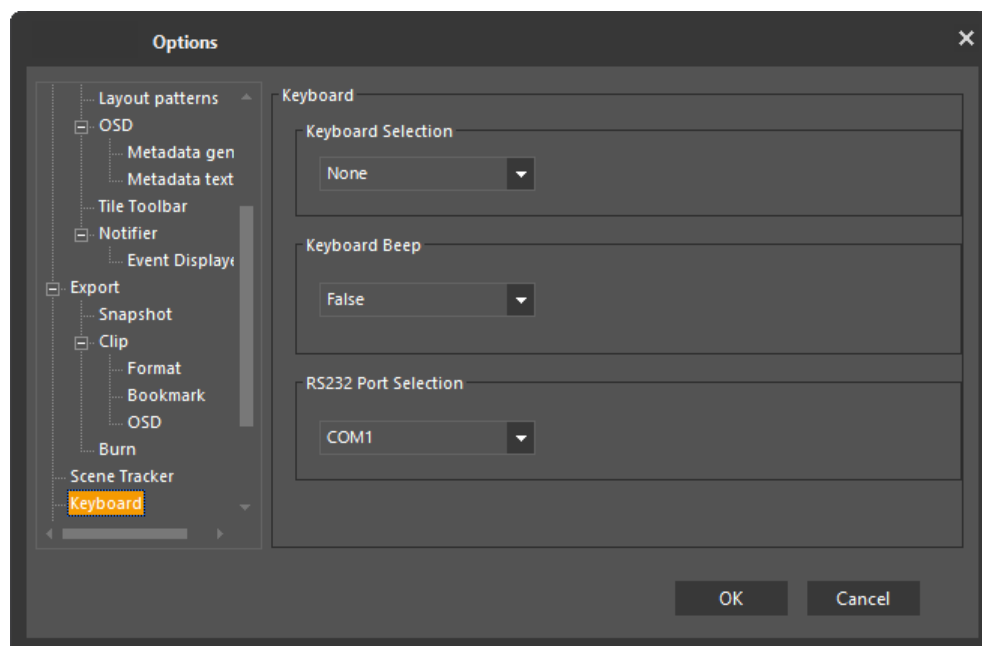 Options
Layout patterns
OSD
Metadata gen
Metadata text
Tile Toolbar
Notifier
Event Displaye
Export
Snapshot
Clip
Format
Bookmark
OSD
Burn
Scene Tracker
Keyboard
Keyboard
Keyboard Selection
None
Keyboard Beep
False
RS232 Port Selection
COM1
OK
Cancel